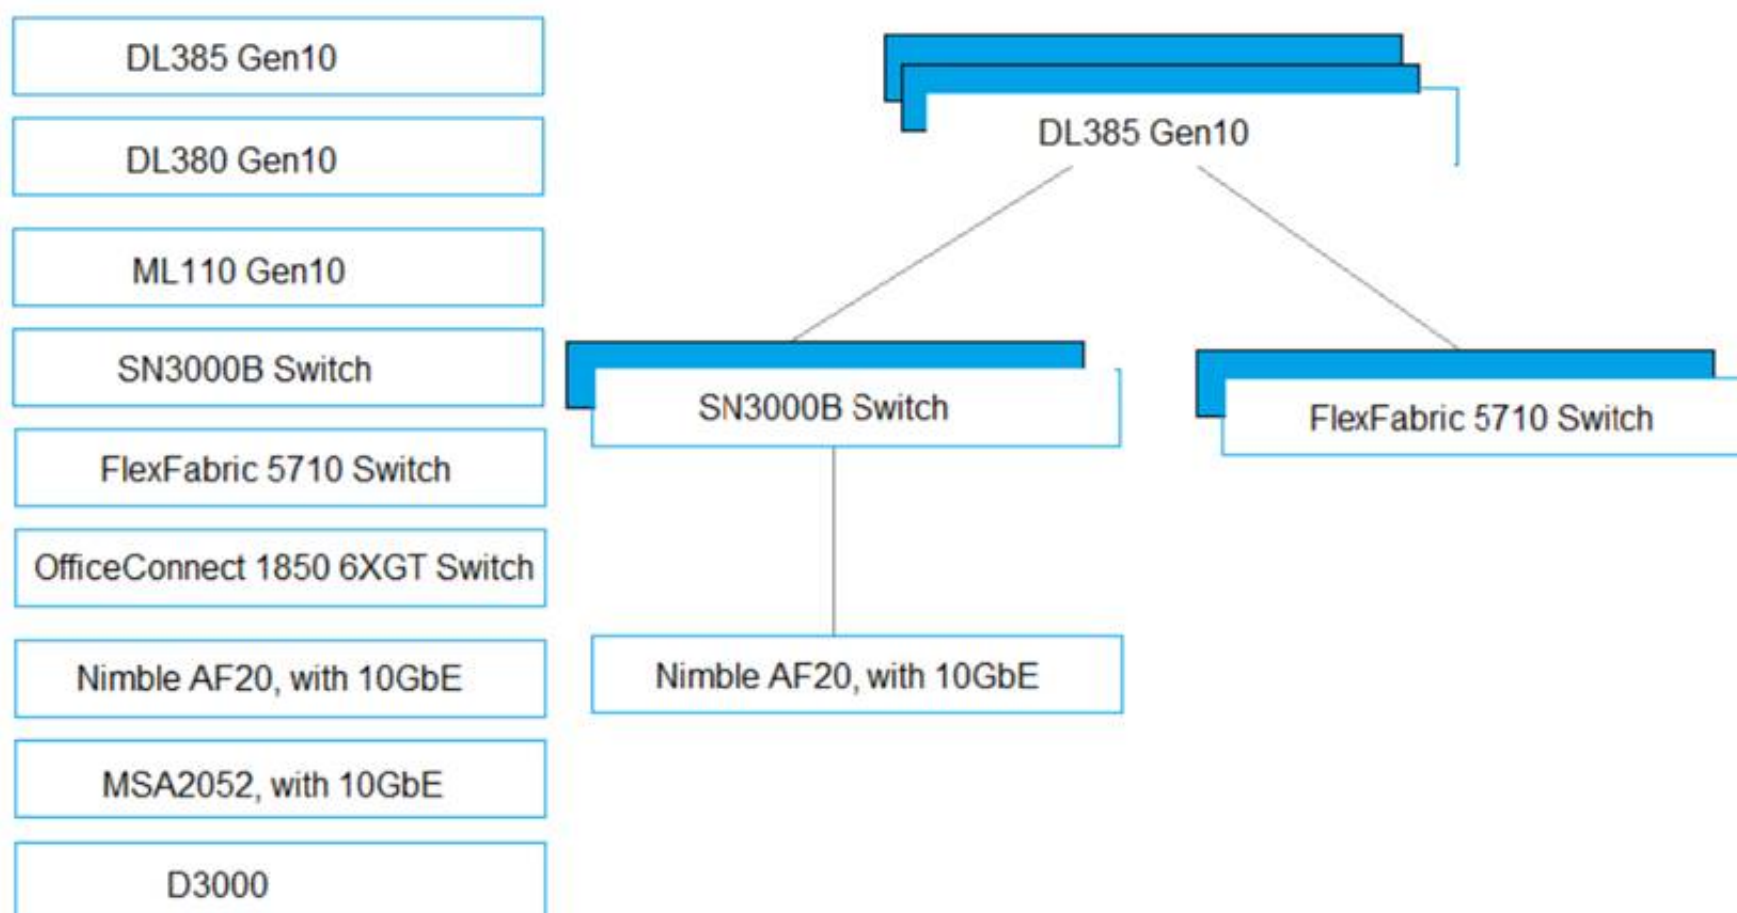 DL385 Gen10
DL380 Gen10
ML110 Gen10
SN3000B Switch
FlexFabric 5710 Switch
OfficeConnect 1850 6XGT Switch
Nimble AF20, with 10GbE
MSA2052, with 10GbE
D3000
DL385 Gen10
SN3000B Switch
FlexFabric 5710 Switch
Nimble AF20, with 10GbE